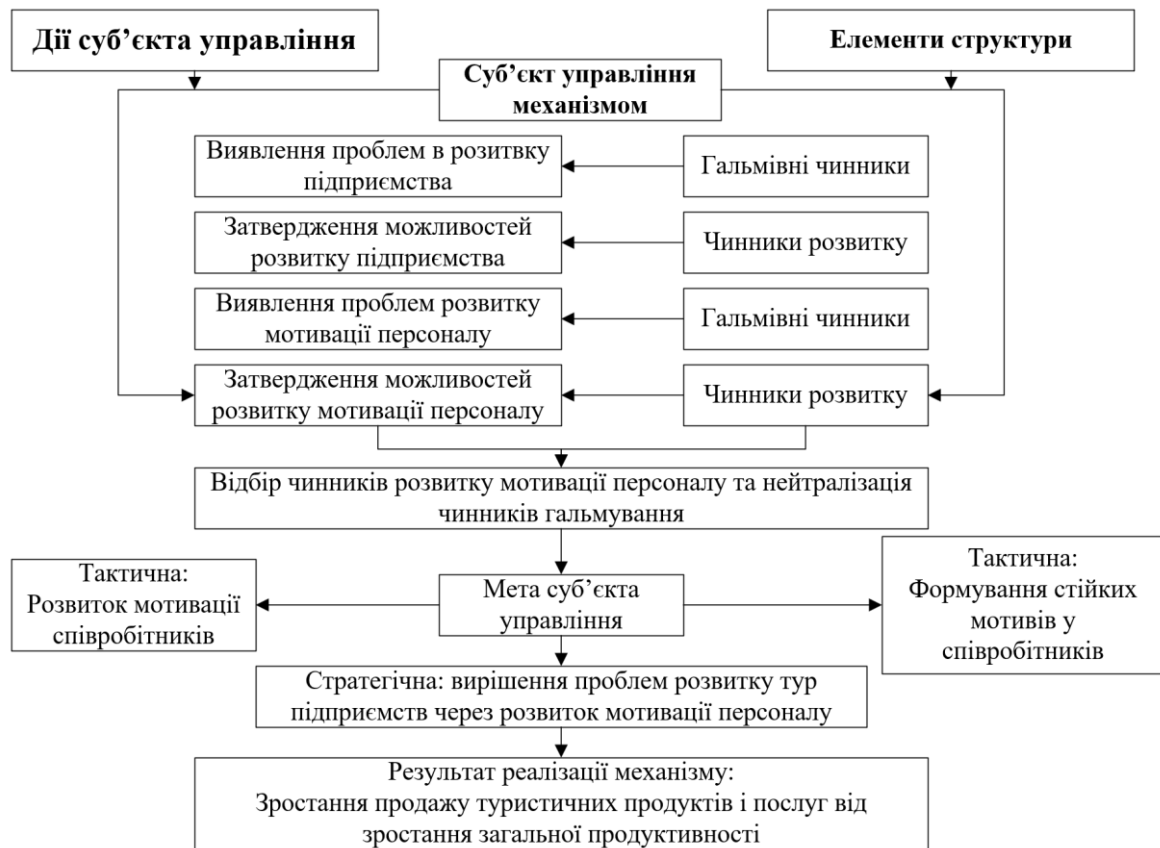 Дії суб’єкта управління
Елементи структури
Суб’єкт управління
механізмом
Виявлення проблем в розитвку
підприємства
Гальмівні чинники
Затвердження можливостей
розвитку підприємства
Чинники розвитку
Виявлення проблем розвитку
мотивації персоналу
Гальмівні чинники
Затвердження можливостей
розвитку мотивації персоналу
Чинники розвитку
Відбір чинників розвитку мотивації персоналу та нейтралізація
чинників гальмування
Тактична:
Розвиток мотивації
співробітників
Мета суб’єкта
управління
Тактична:
Формування стійких
мотивів у
співробітників
Стратегічна: вирішення проблем розвитку тур
підприємств через розвиток мотивації персоналу
Результат реалізації механізму:
Зростання продажу туристичних продуктів і послуг від
зростання загальної продуктивності